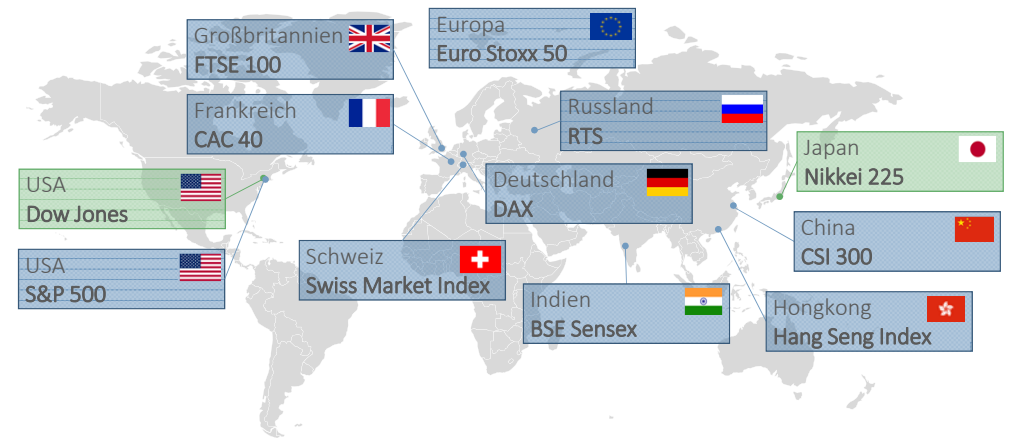 Großbritannien
FTSE 100
Europa
Euro Stoxx 50
Frankreich
CAC 40
Russland
RTS
Japan
Nikkei 225
USA
Dow Jones
Deutschland
DAX
China
CSI 300
USA
S&P 500
Schweiz
Swiss Market Index
Indien
BSE Sensex
Hongkong
Hang Seng Index